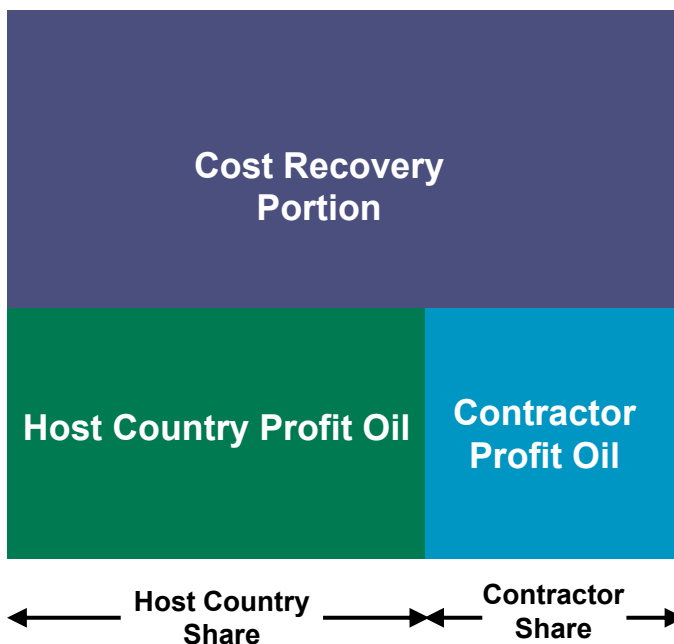 Cost Recovery
Portion
Host Country Profit Oil
Contractor
Profit Oil
Host Country
Share
Contractor
Share